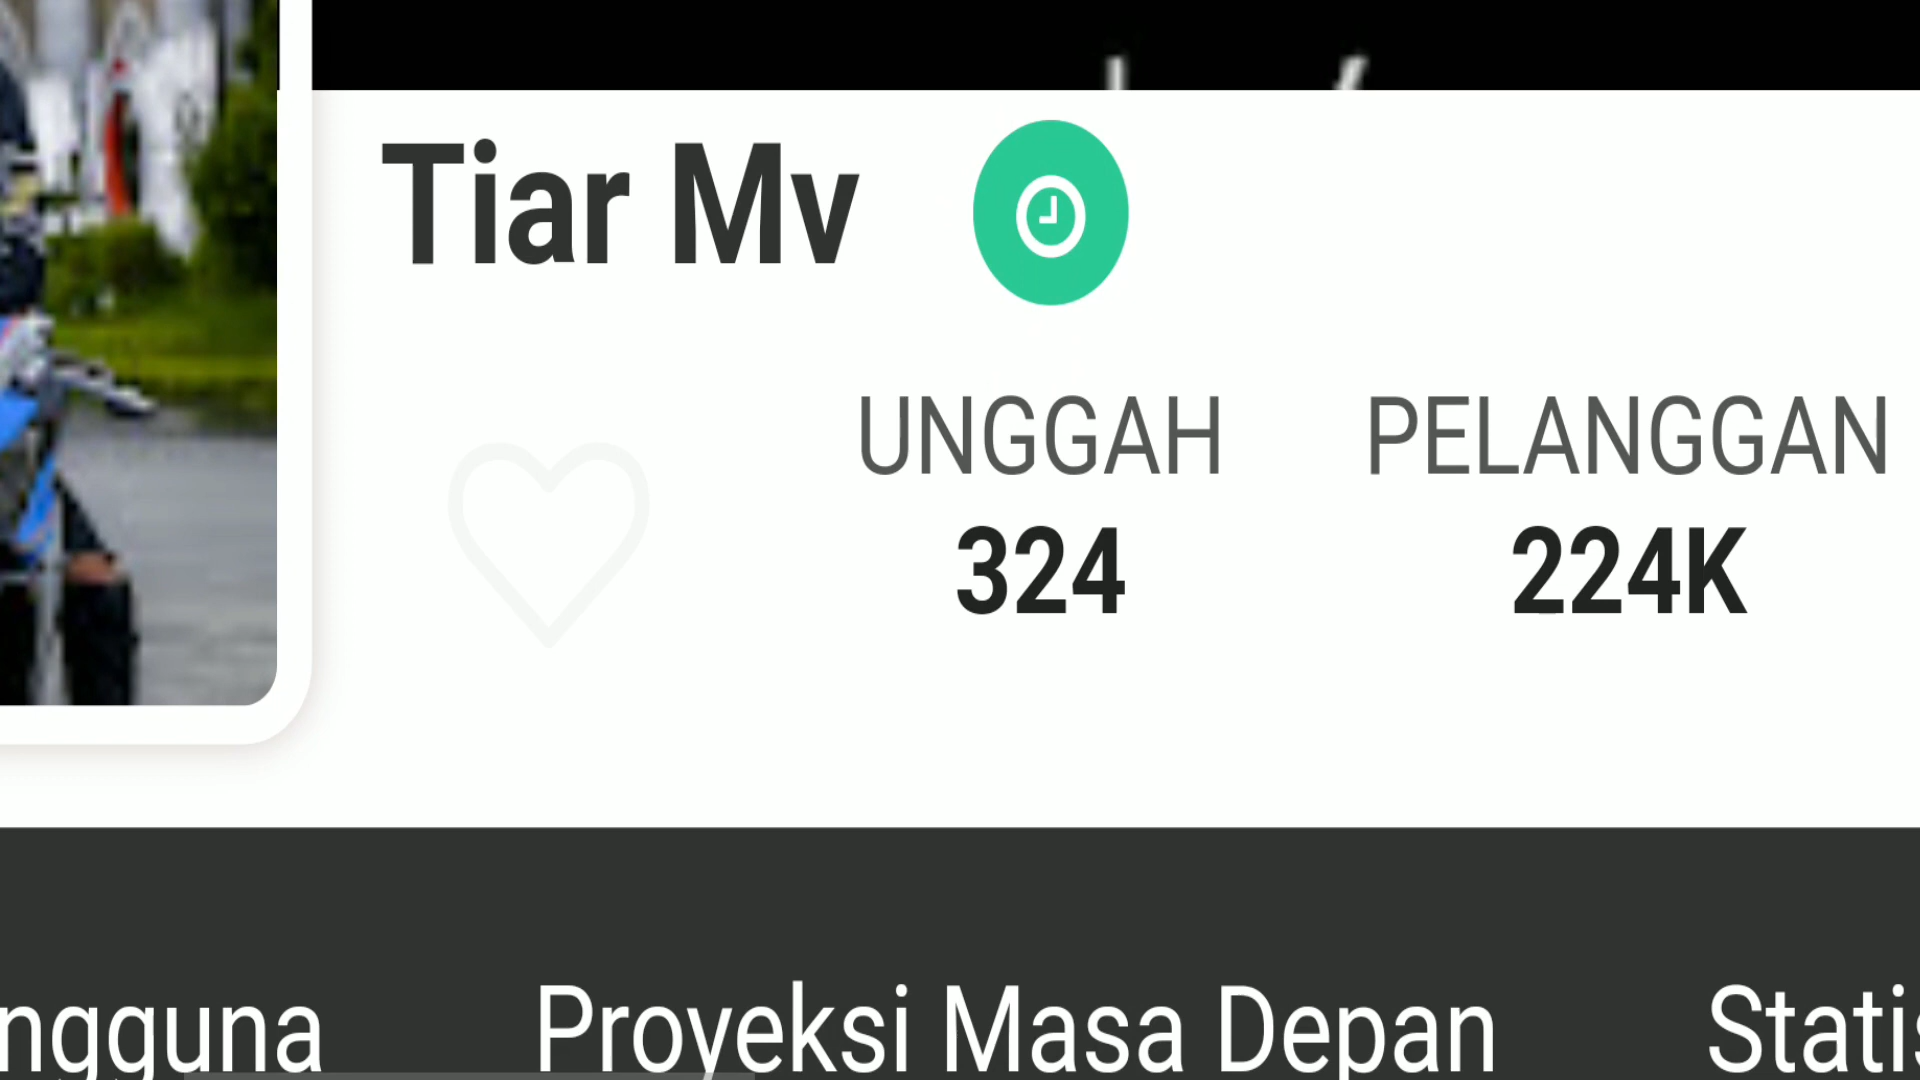 Tiar Mv
UNGGAH PELANGGAN
324 224K
ngguna Proyeksi Masa Depan Statis